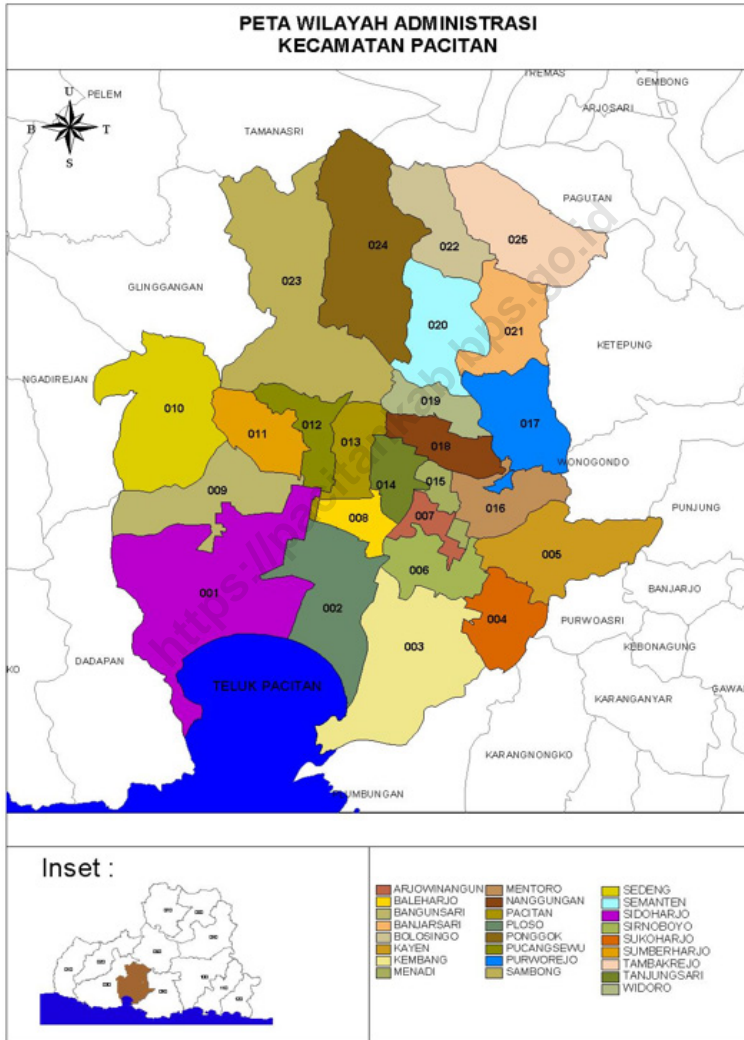 PETA WILAYAH ADMINISTRASI
KECAMATAN PACITAN
U
B T
S
PELEM
TREMAS
GEMBONG
ARJOSARI
TAMANASRI
PAGUTAN
GLINGGANGAN
NGADIREJAN
KETEPUNG
WONOGONDO
PUNJUNG
BANJARJO
PURWOASRI
KEBONAGUNG
KARANGANYAR
GAWA
KARANGNONGKO
DADAPAN
KO
TELUK PACITAN
024
022
025
023
020
021
010
019
017
011
012
013
018
014
015
009
008
007
016
006
005
001
002
003
004
https://pacitankab.bps.go.id
Inset :
ARJOWINANGUN
BALEHARJO
BANGUNSARI
BANJARSARI
BOLOSINGO
KAYEN
KEMBANG
MENADI
MENTORO
NANGGUNGAN
PACITAN
PLOSO
PONGGOK
PUCANGSEWU
PURWOREJO
SAMBONG
SEDENG
SEMANTEN
SIDOHARJO
SIRNOBOYO
SUKOHARJO
SUMBERHARJO
TAMBAKREJO
TANJUNGSARI
WIDORO